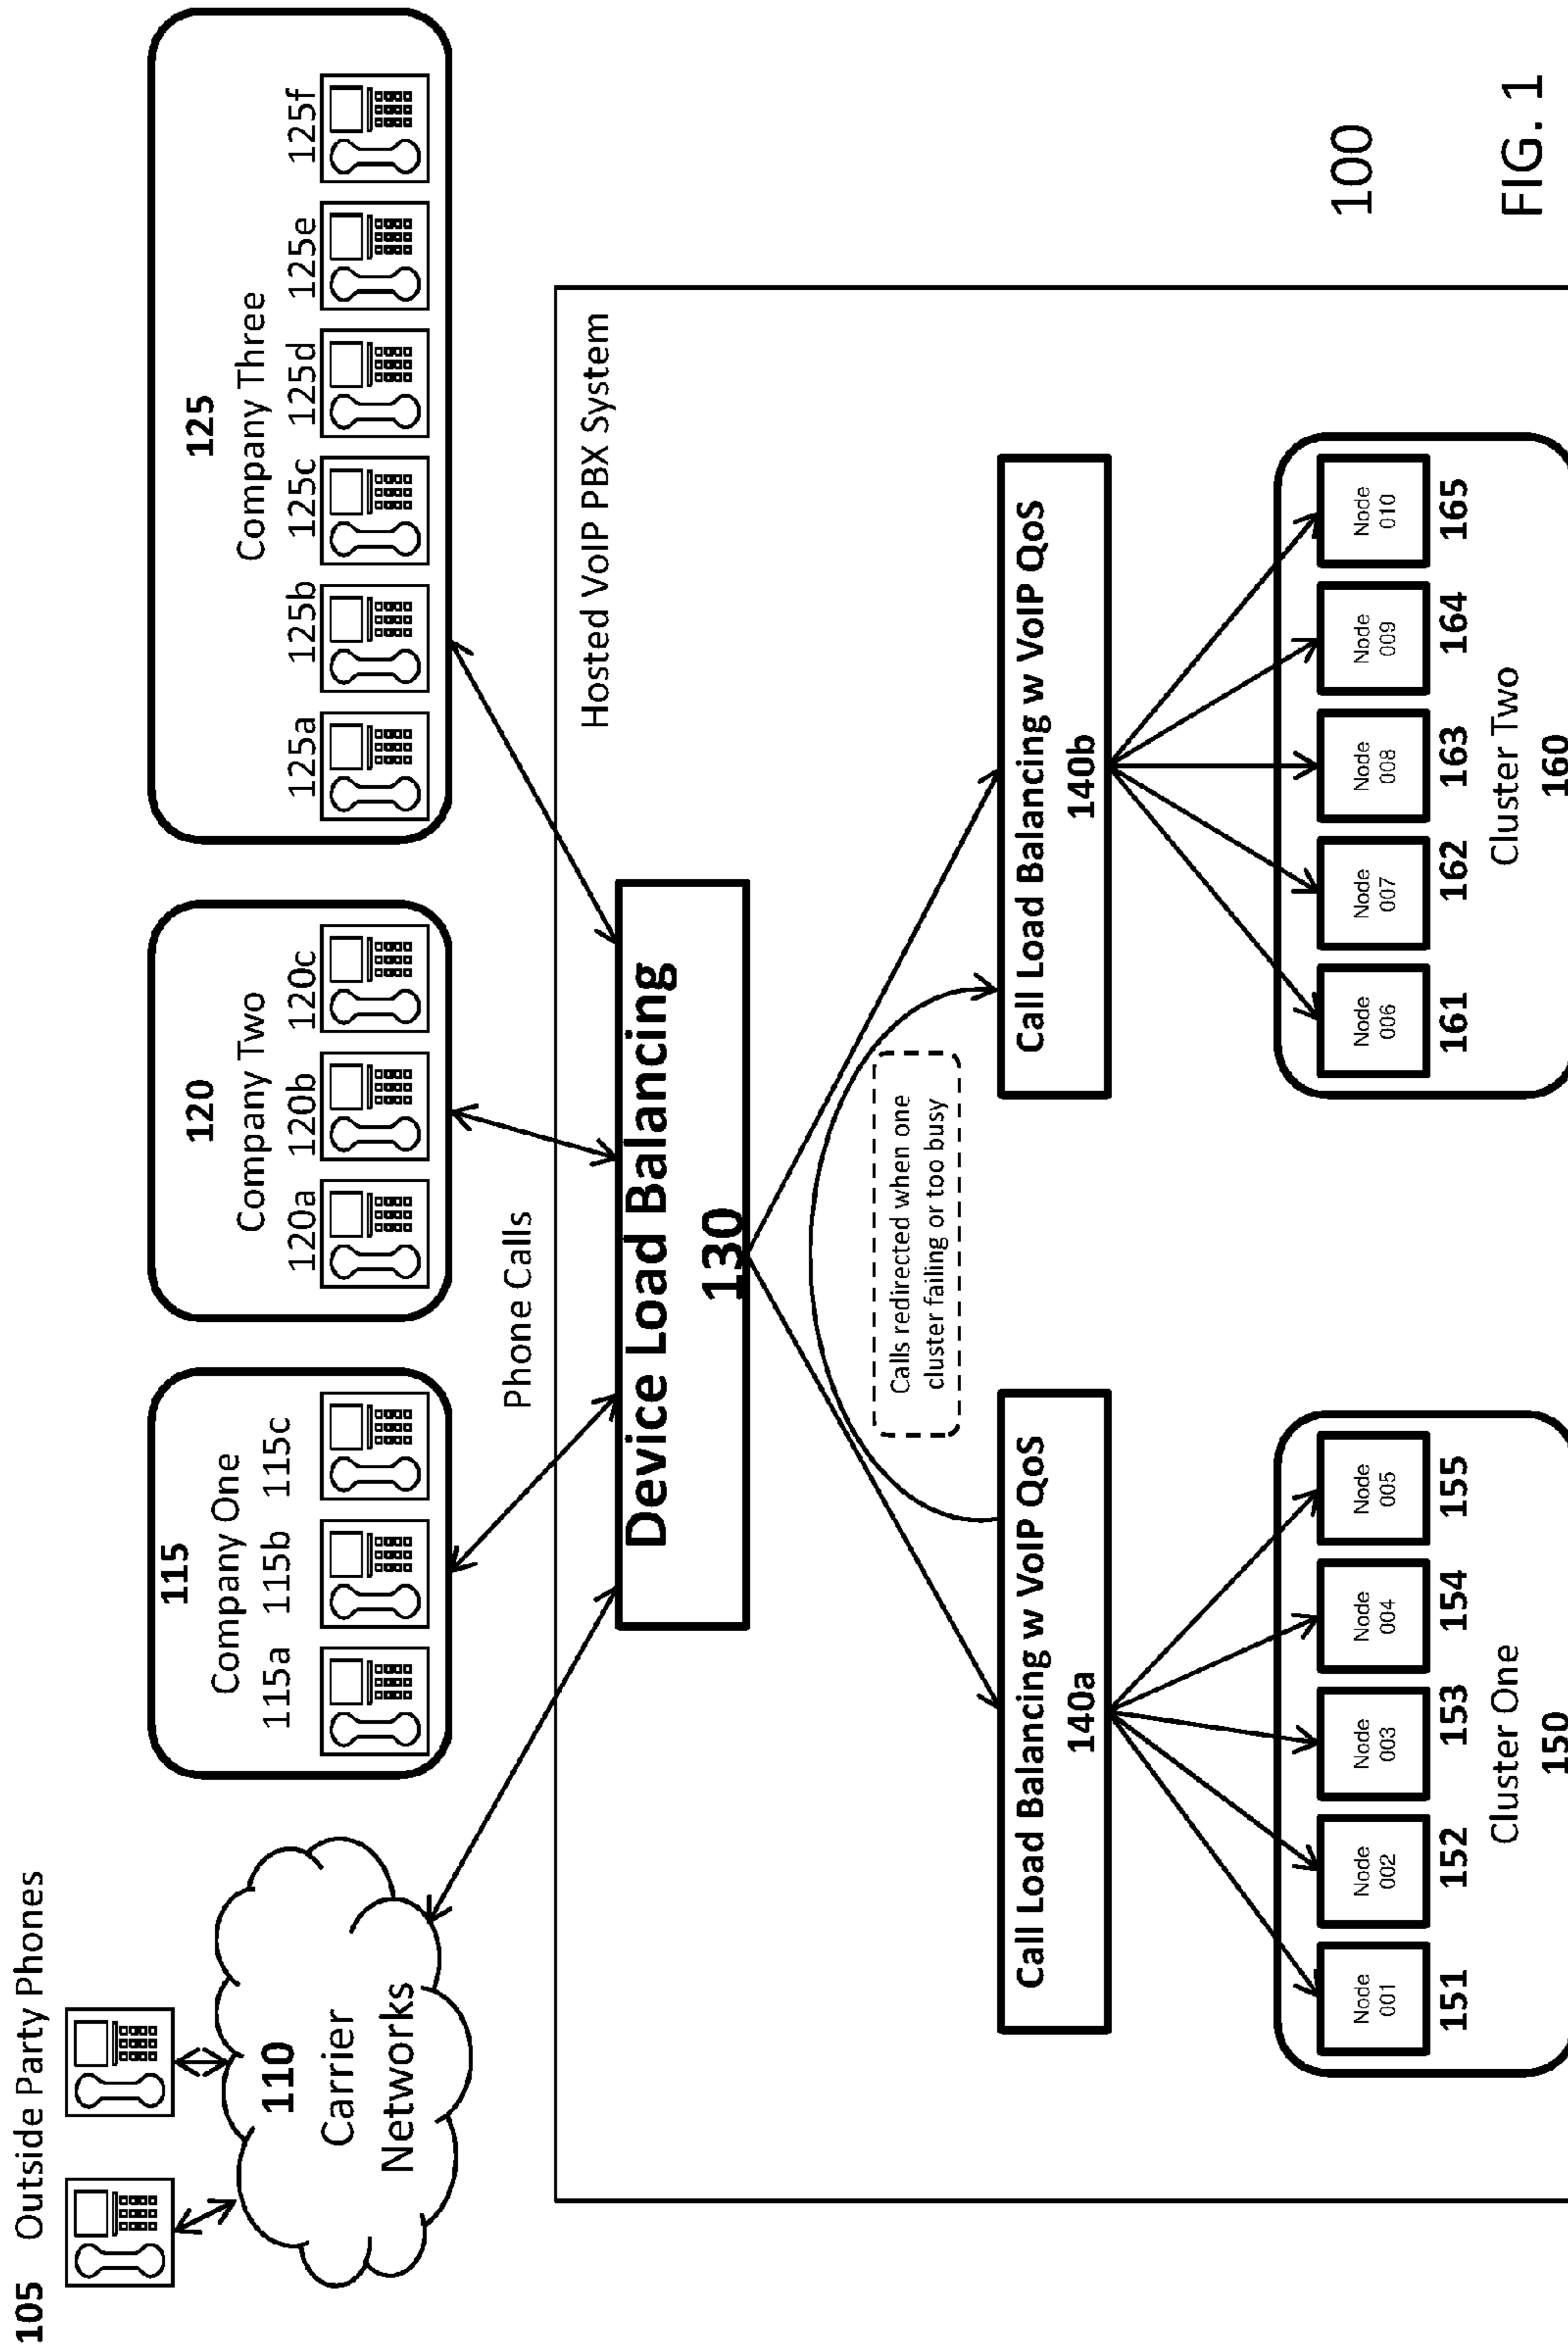 105 Outside Party Phones
110
Carrier
Networks
115
Company One
115a 115b 115c
120
Company Two
120a 120b 120c
125
Company Three
125a 125b 125c 125d 125e 125f
Phone Calls
Hosted VoIP PBX System
Device Load Balancing
130
Calls redirected when one
cluster failing or too busy
Call Load Balancing w VoIP QoS
140a
Call Load Balancing w VoIP QoS
140b
Node
001
Node
002
Node
003
Node
004
Node
005
151 152 153 154 155
Cluster One
150
Node
006
Node
007
Node
008
Node
009
Node
010
161 162 163 164 165
Cluster Two
160
100
FIG. 1